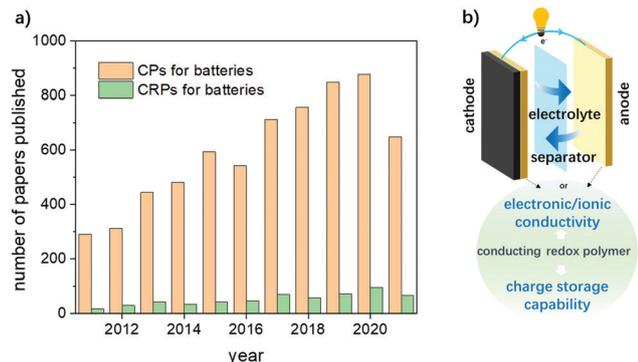 a)
number of papers published
1000
800
600
400
200
0
CPs for batteries
CRPs for batteries
2012 2014 2016 2018 2020
year
b)
e-
cathode
electrolyte
separator
anode
or
electronic/ionic
conductivity
conducting redox polymer
charge storage
capability